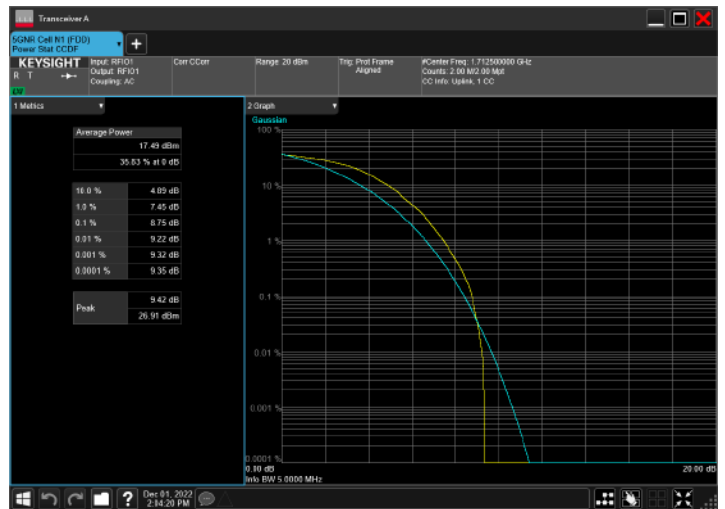 Transceiver A
5GNR Cell N1 (FDD)
Power Stat CCDF
KEYSIGHT
R T
Input: RFIO1
Output: RFIO1
Coupling: AC
Corr CCorr
Range: 20 dBm
Trig: Prot Frame
Aligned
#Center Freq: 1.712500000 GHz
Counts: 2.00 M/2.00 Mpt
CC Info: Uplink, 1 CC
1 Metrics
Average Power
17.49 dBm
35.83 % at 0 dB
10.0 % 4.89 dB
1.0 % 7.45 dB
0.1 % 8.75 dB
0.01 % 9.22 dB
0.001 % 9.32 dB
0.0001 % 9.35 dB
Peak 9.42 dB
26.91 dBm
2 Graph
Gaussian
100 %
10 %
1 %
0.1 %
0.01 %
0.001 %
0.0001 %
0.00 dB
20.00 dB
Info BW 5.0000 MHz
Dec 01, 2022
2:14:20 PM